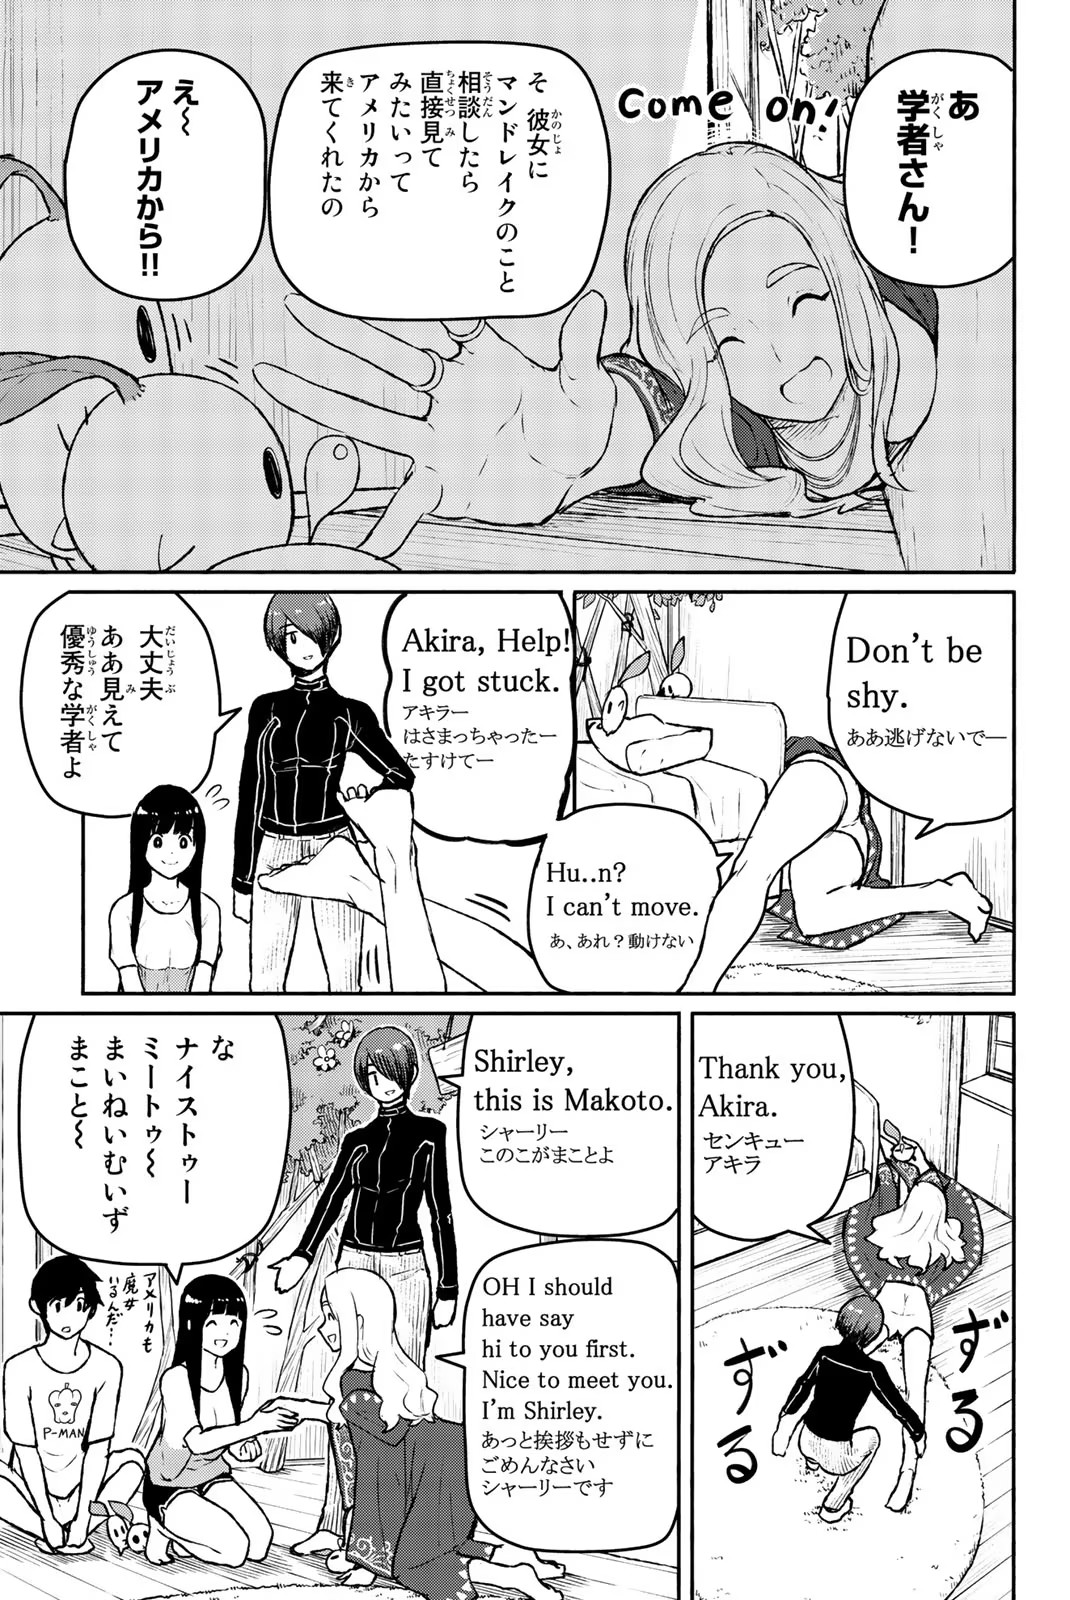 あ
学者さん！
Come on!
そ 彼女に
マンドレイクのこと
相談したら
直接見て
みたいって
アメリカから
来てくれたの
え〜
アメリカから!!
Don't be
shy.
ああ逃げないでー
Hu..n?
I can't move.
あ、あれ？動けない
Akira, Help!
I got stuck.
アキラー
はさまっちゃったー
たすけてー
大丈夫
ああ見えて
優秀な学者よ
Thank you,
Akira.
センキュー
アキラ
ずる
ずる
Shirley,
this is Makoto.
シャーリー
このこがまことよ
OH I should
have say
hi to you first.
Nice to meet you.
I'm Shirley.
あっと挨拶もせずに
ごめんなさい
シャーリーです
な
ナイストゥー
ミートゥ〜
まいねいむいず
まこと〜
アメリカも
魔女
いるんだ…
P-MAN